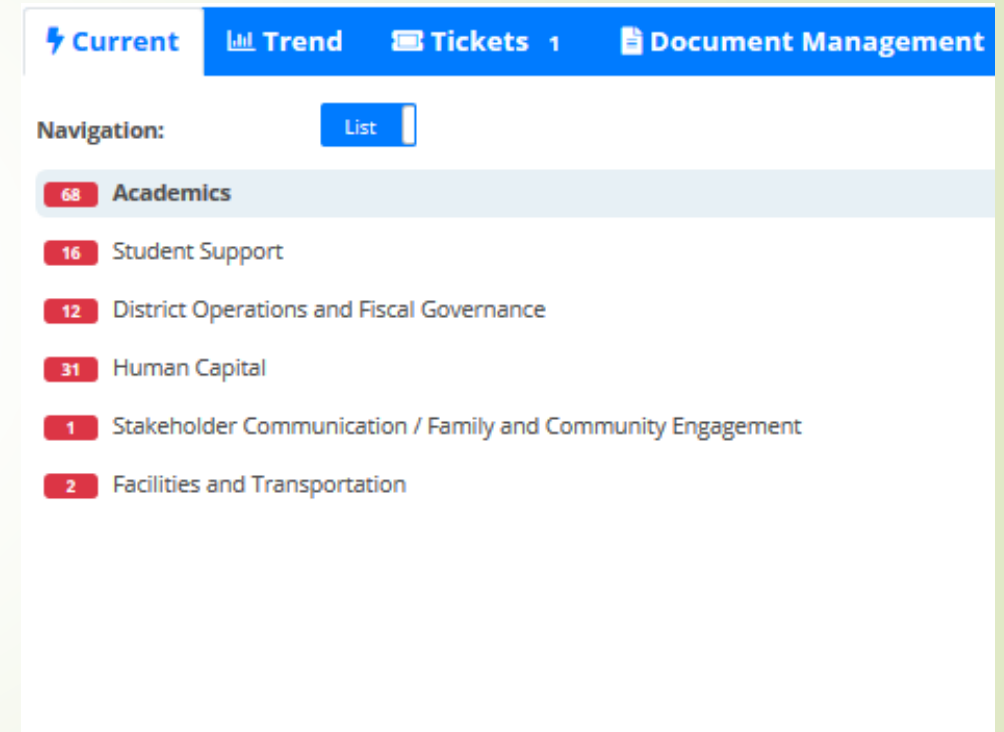 Current Trend Tickets 1 Document Management
Navigation: List
68 Academics
16 Student Support
12 District Operations and Fiscal Governance
31 Human Capital
1 Stakeholder Communication / Family and Community Engagement
2 Facilities and Transportation